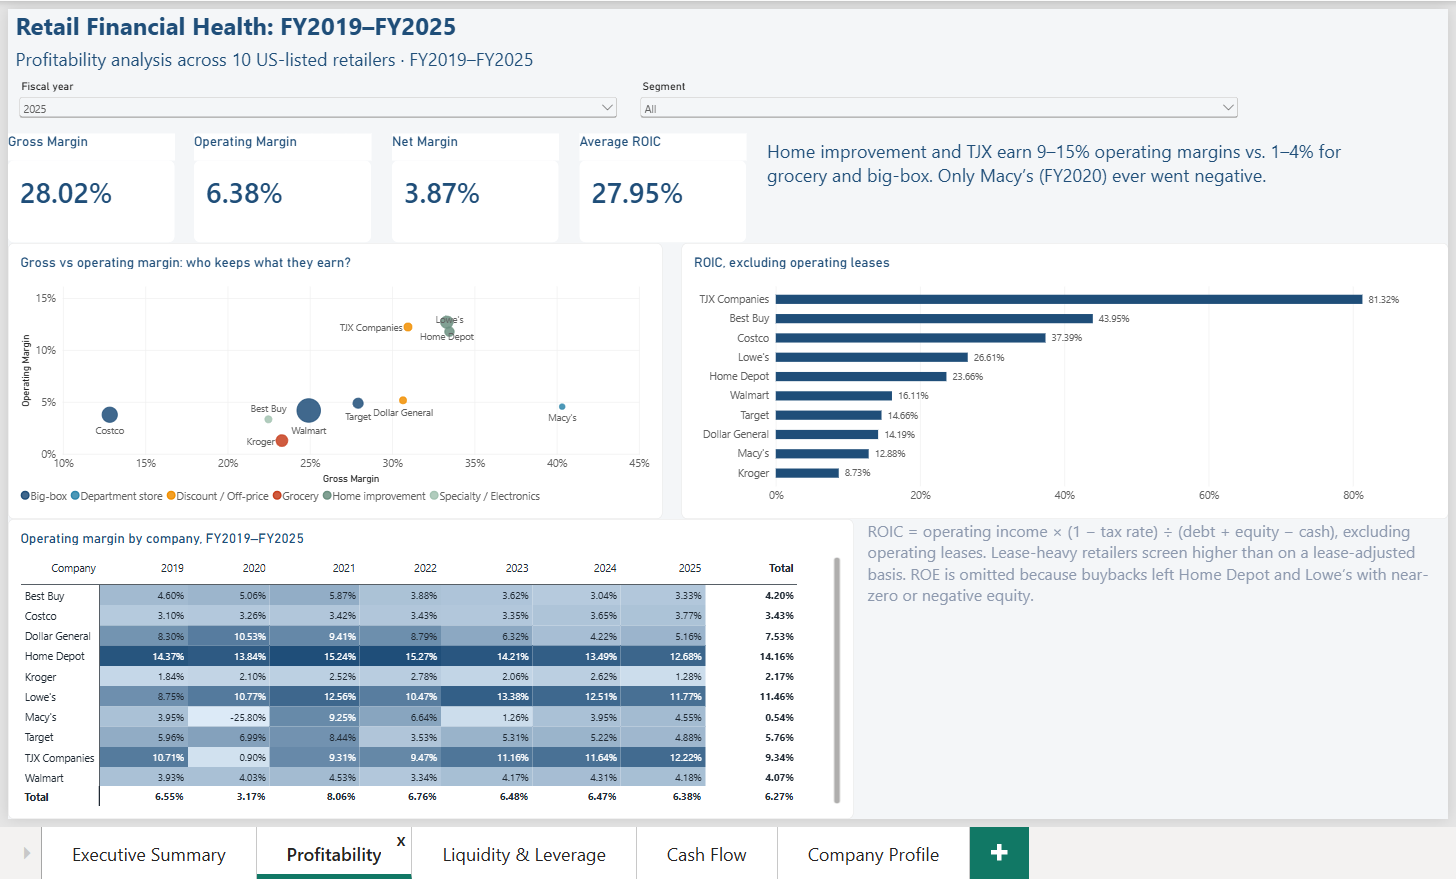 Retail Financial Health: FY2019–FY2025
Profitability analysis across 10 US-listed retailers · FY2019–FY2025
Fiscal year
2025
Segment
All
Gross Margin
28.02%
Operating Margin
6.38%
Net Margin
3.87%
Average ROIC
27.95%
Home improvement and TJX earn 9–15% operating margins vs. 1–4% for
grocery and big-box. Only Macy’s (FY2020) ever went negative.
Gross vs operating margin: who keeps what they earn?
Operating Margin
15%
10%
5%
0%
TJX Companies
Lowe's
Home Depot
Costco
Best Buy
Walmart
Kroger
Target
Dollar General
Macy's
10%
15%
20%
25%
30%
35%
40%
45%
Gross Margin
Big-box
Department store
Discount / Off-price
Grocery
Home improvement
Specialty / Electronics
ROIC, excluding operating leases
TJX Companies 81.32%
Best Buy 43.95%
Costco 37.39%
Lowe's 26.61%
Home Depot 23.66%
Walmart 16.11%
Target 14.66%
Dollar General 14.19%
Macy's 12.88%
Kroger 8.73%
0% 20% 40% 60% 80%
Operating margin by company, FY2019–FY2025
Company 2019 2020 2021 2022 2023 2024 2025 Total
Best Buy 4.60% 5.06% 5.87% 3.88% 3.62% 3.04% 3.33% 4.20%
Costco 3.10% 3.26% 3.42% 3.43% 3.35% 3.65% 3.77% 3.43%
Dollar General 8.30% 10.53% 9.41% 8.79% 6.32% 4.22% 5.16% 7.53%
Home Depot 14.37% 13.84% 15.24% 15.27% 14.21% 13.49% 12.68% 14.16%
Kroger 1.84% 2.10% 2.52% 2.78% 2.06% 2.62% 1.28% 2.17%
Lowe's 8.75% 10.77% 12.56% 10.47% 13.38% 12.51% 11.77% 11.46%
Macy's 3.95% -25.80% 9.25% 6.64% 1.26% 3.95% 4.55% 0.54%
Target 5.96% 6.99% 8.44% 3.53% 5.31% 5.22% 4.88% 5.76%
TJX Companies 10.71% 0.90% 9.31% 9.47% 11.16% 11.64% 12.22% 9.34%
Walmart 3.93% 4.03% 4.53% 3.34% 4.17% 4.31% 4.18% 4.07%
Total 6.55% 3.17% 8.06% 6.76% 6.48% 6.47% 6.38% 6.27%
ROIC = operating income × (1 − tax rate) ÷ (debt + equity − cash), excluding
operating leases. Lease-heavy retailers screen higher than on a lease-adjusted
basis. ROE is omitted because buybacks left Home Depot and Lowe’s with near-
zero or negative equity.
Executive Summary
Profitability
X
Liquidity & Leverage
Cash Flow
Company Profile
+